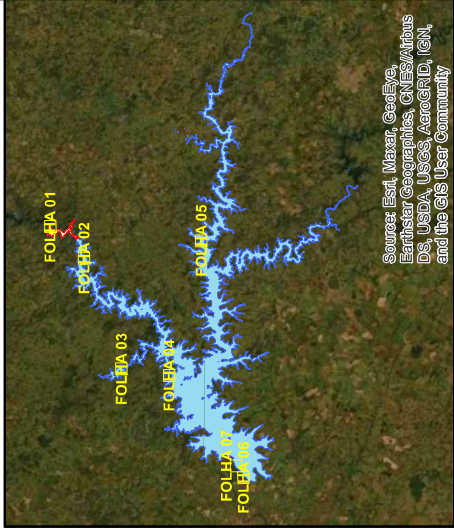 FOLHA 01
FOLHA 02
FOLHA 03
FOLHA 04
FOLHA 05
FOLHA 06
FOLHA 07
Source: Esri, Maxar, GeoEye,
Earthstar Geographics, CNES/Airbus
DS, USDA, USGS, AeroGRID, IGN,
and the GIS User Community